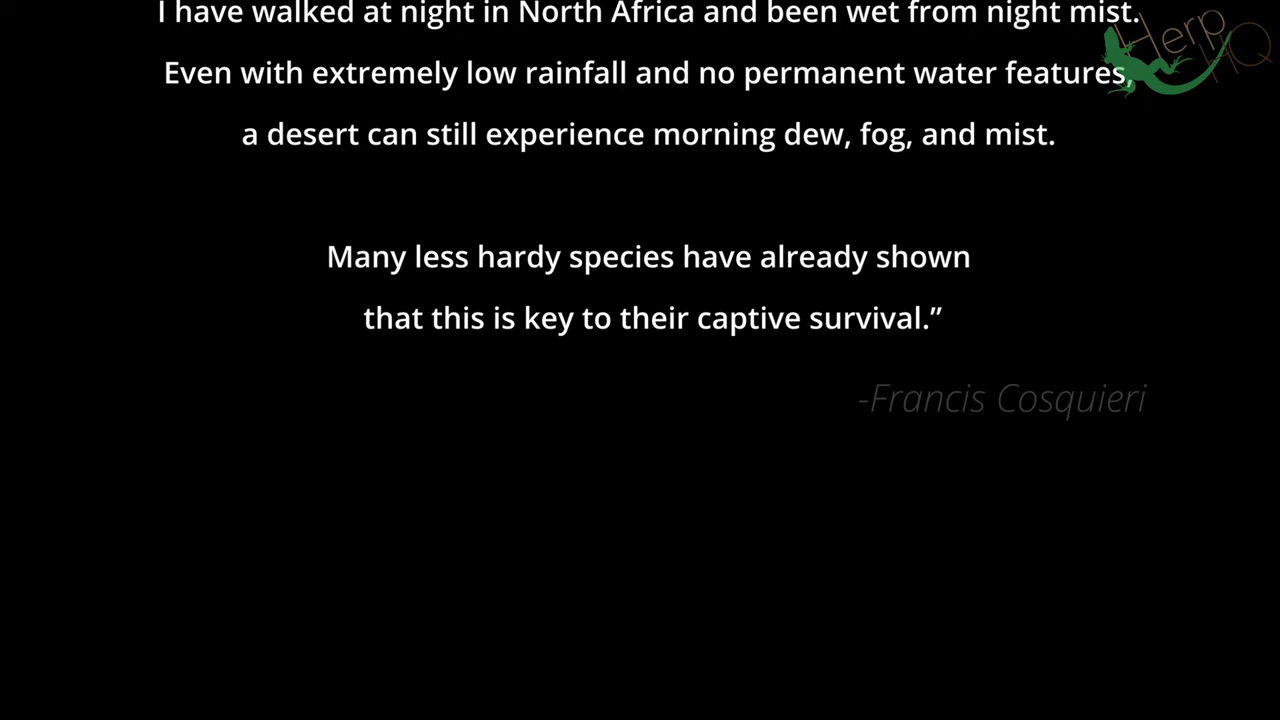 I have walked at night in North Africa and been wet from night mist.
Herp
HQ
Even with extremely low rainfall and no permanent water features,
a desert can still experience morning dew, fog, and mist.
Many less hardy species have already shown
that this is key to their captive survival.”
-Francis Cosquieri